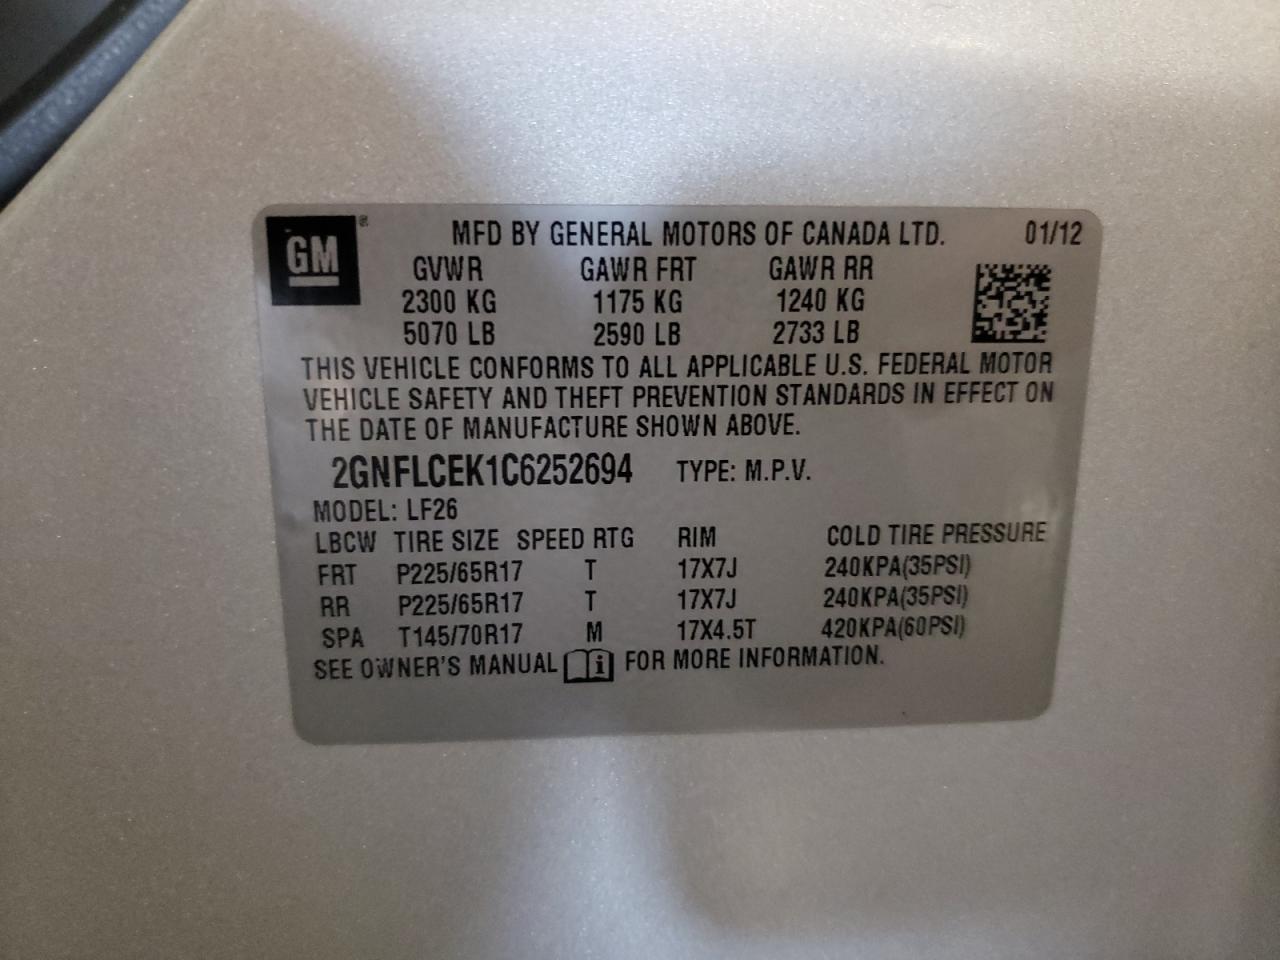 GM ® MFD BY GENERAL MOTORS OF CANADA LTD. 01/12
GVWR GAWR FRT GAWR RR
2300 KG 1175 KG 1240 KG
5070 LB 2590 LB 2733 LB
THIS VEHICLE CONFORMS TO ALL APPLICABLE U.S. FEDERAL MOTOR
VEHICLE SAFETY AND THEFT PREVENTION STANDARDS IN EFFECT ON
THE DATE OF MANUFACTURE SHOWN ABOVE.
2GNFLCEK1C6252694 TYPE: M.P.V.
MODEL: LF26
LBCW TIRE SIZE SPEED RTG RIM COLD TIRE PRESSURE
FRT P225/65R17 T 17X7J 240KPA(35PSI)
RR P225/65R17 T 17X7J 240KPA(35PSI)
SPA T145/70R17 M 17X4.5T 420KPA(60PSI)
SEE OWNER'S MANUAL i FOR MORE INFORMATION.